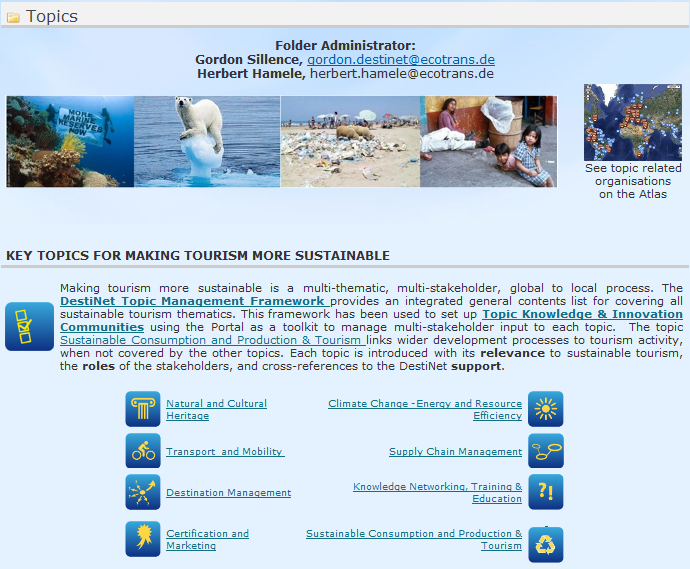 Topics
Folder Administrator:
Gordon Sillence, gordon.destinet@ecotrans.de
Herbert Hamele, herbert.hamele@ecotrans.de
MORE
MARINE
RESERVES
NOW
See topic related
organisations
on the Atlas
KEY TOPICS FOR MAKING TOURISM MORE SUSTAINABLE
Making tourism more sustainable is a multi-thematic, multi-stakeholder, global to local process. The
DestiNet Topic Management Framework provides an integrated general contents list for covering all
sustainable tourism thematics. This framework has been used to set up Topic Knowledge & Innovation
Communities using the Portal as a toolkit to manage multi-stakeholder input to each topic. The topic
Sustainable Consumption and Production & Tourism links wider development processes to tourism activity,
when not covered by the other topics. Each topic is introduced with its relevance to sustainable tourism,
the roles of the stakeholders, and cross-references to the DestiNet support.
Natural and Cultural
Heritage
Climate Change -Energy and Resource
Efficiency
Transport and Mobility
Supply Chain Management
Destination Management
Knowledge Networking, Training &
Education
?!
Certification and
Marketing
Sustainable Consumption and Production &
Tourism